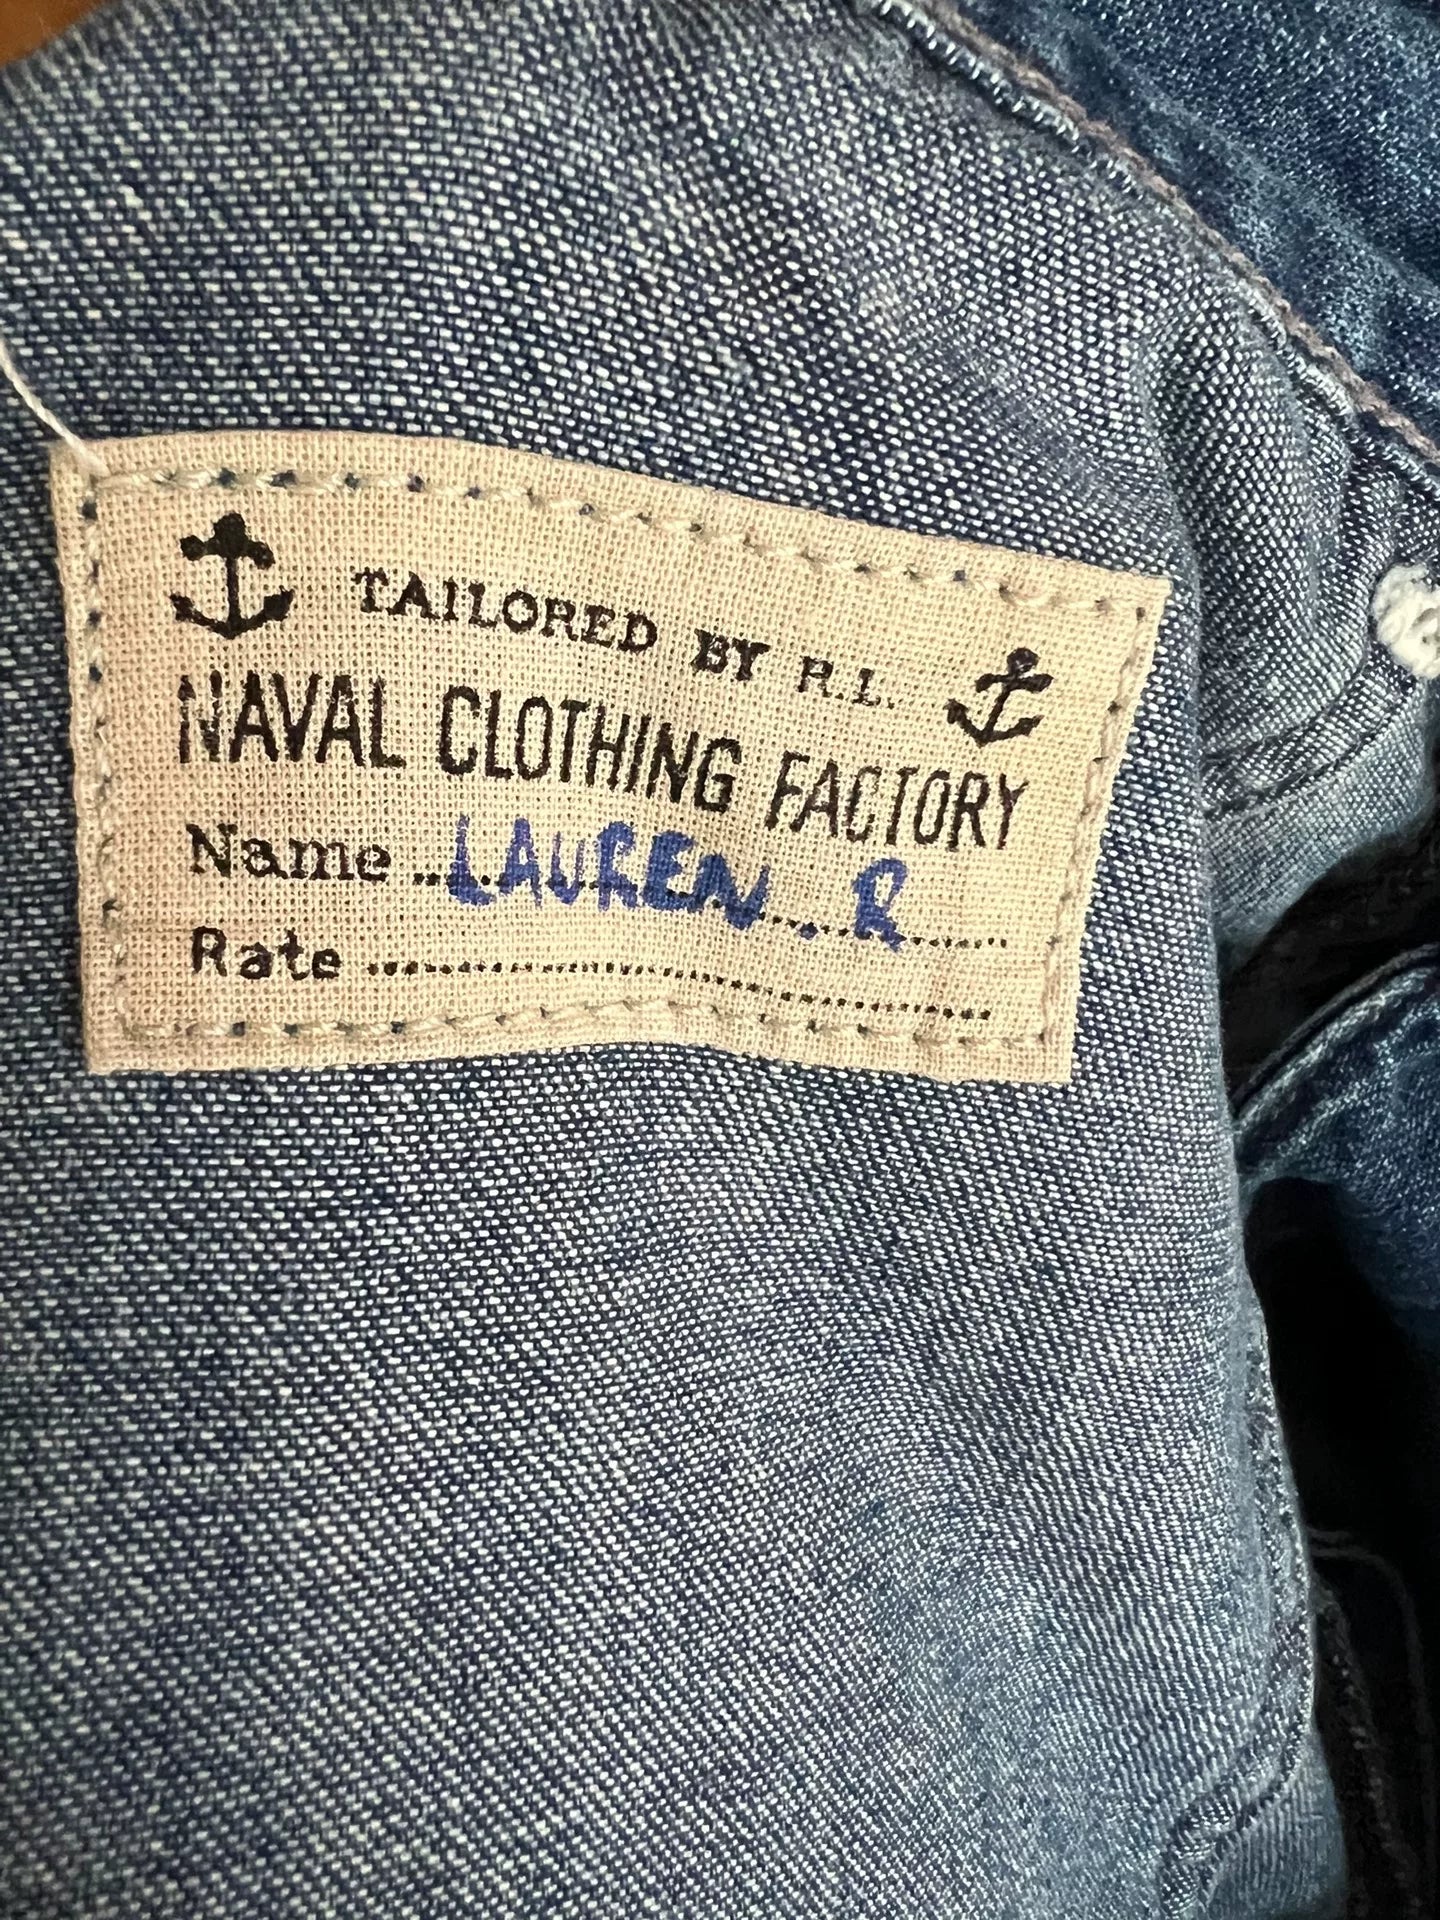 TAILORED BY R.L.
NAVAL CLOTHING FACTORY
Name LAUREN.R
Rate